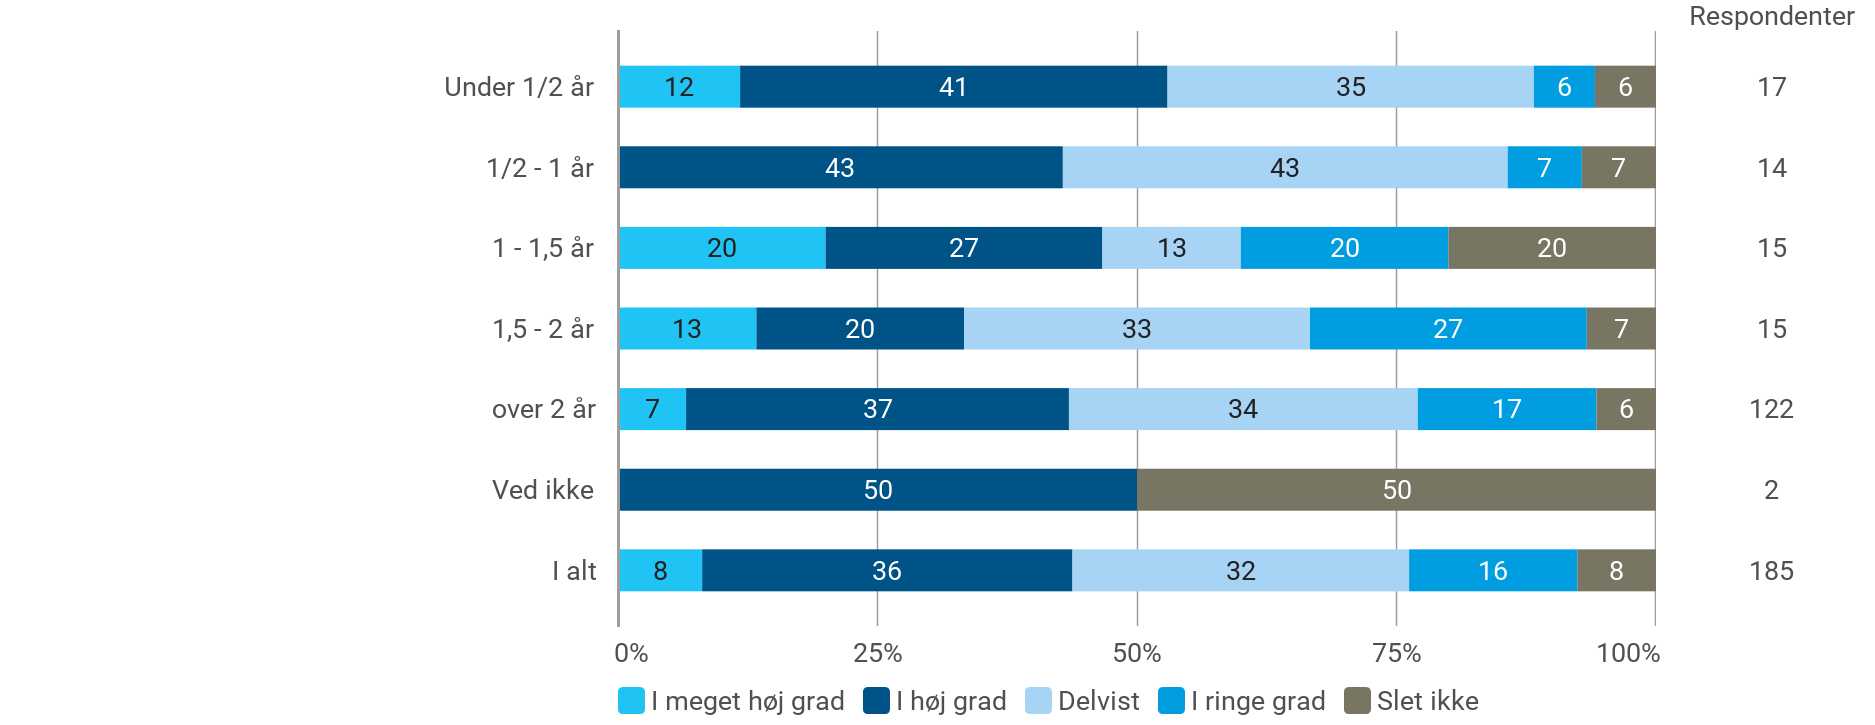 Respondenter
Under 1/2 år 12 41 35 6 6 17
1/2 - 1 år 43 43 7 7 14
1 - 1,5 år 20 27 13 20 20 15
1,5 - 2 år 13 20 33 27 7 15
over 2 år 7 37 34 17 6 122
Ved ikke 50 50 2
I alt 8 36 32 16 8 185
0% 25% 50% 75% 100%
I meget høj grad I høj grad Delvist I ringe grad Slet ikke